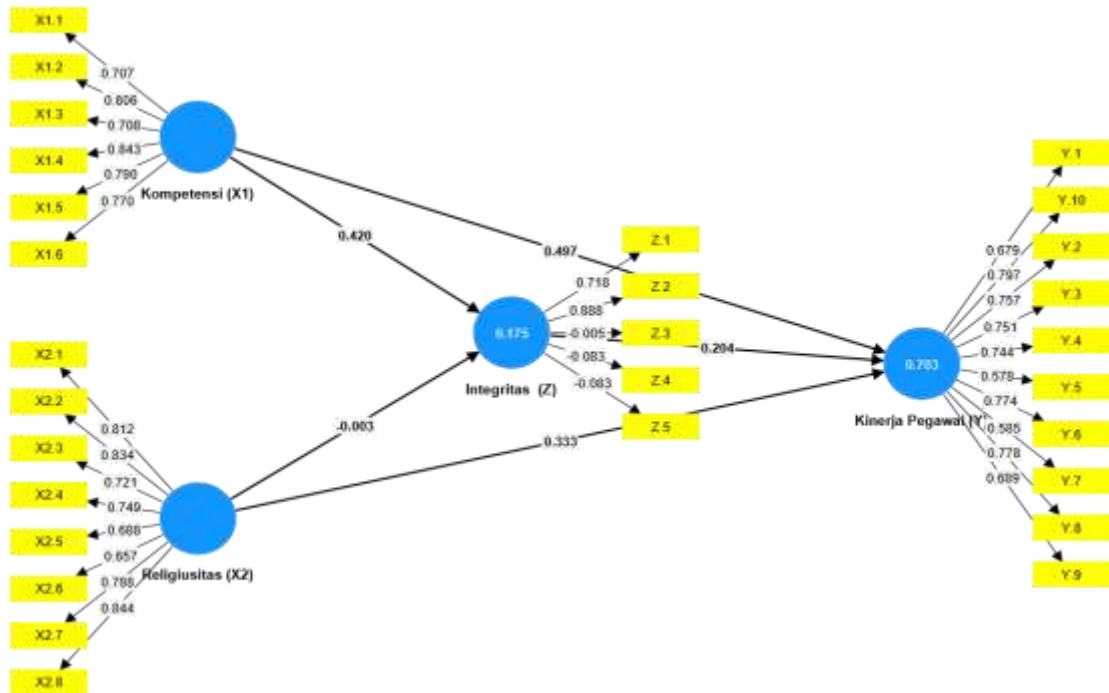 X1.1
X1.2
X1.3
X1.4
X1.5
X1.6
0.707
0.806
0.708
0.843
0.790
0.770
Kompetensi (X1)
0.420
0.497
X2.1
X2.2
X2.3
X2.4
X2.5
X2.6
X2.7
X2.8
0.812
0.834
0.721
0.749
0.688
0.657
0.788
0.844
Religiusitas (X2)
-0.003
0.333
0.175
Integritas (Z)
0.718
0.888
-0.005
-0.083
-0.083
Z.1
Z.2
Z.3
Z.4
Z.5
0.204
0.783
Kinerja Pegawai (Y
0.679
0.797
0.757
0.751
0.744
0.578
0.774
0.585
0.778
0.689
Y.1
Y.10
Y.2
Y.3
Y.4
Y.5
Y.6
Y.7
Y.8
Y.9